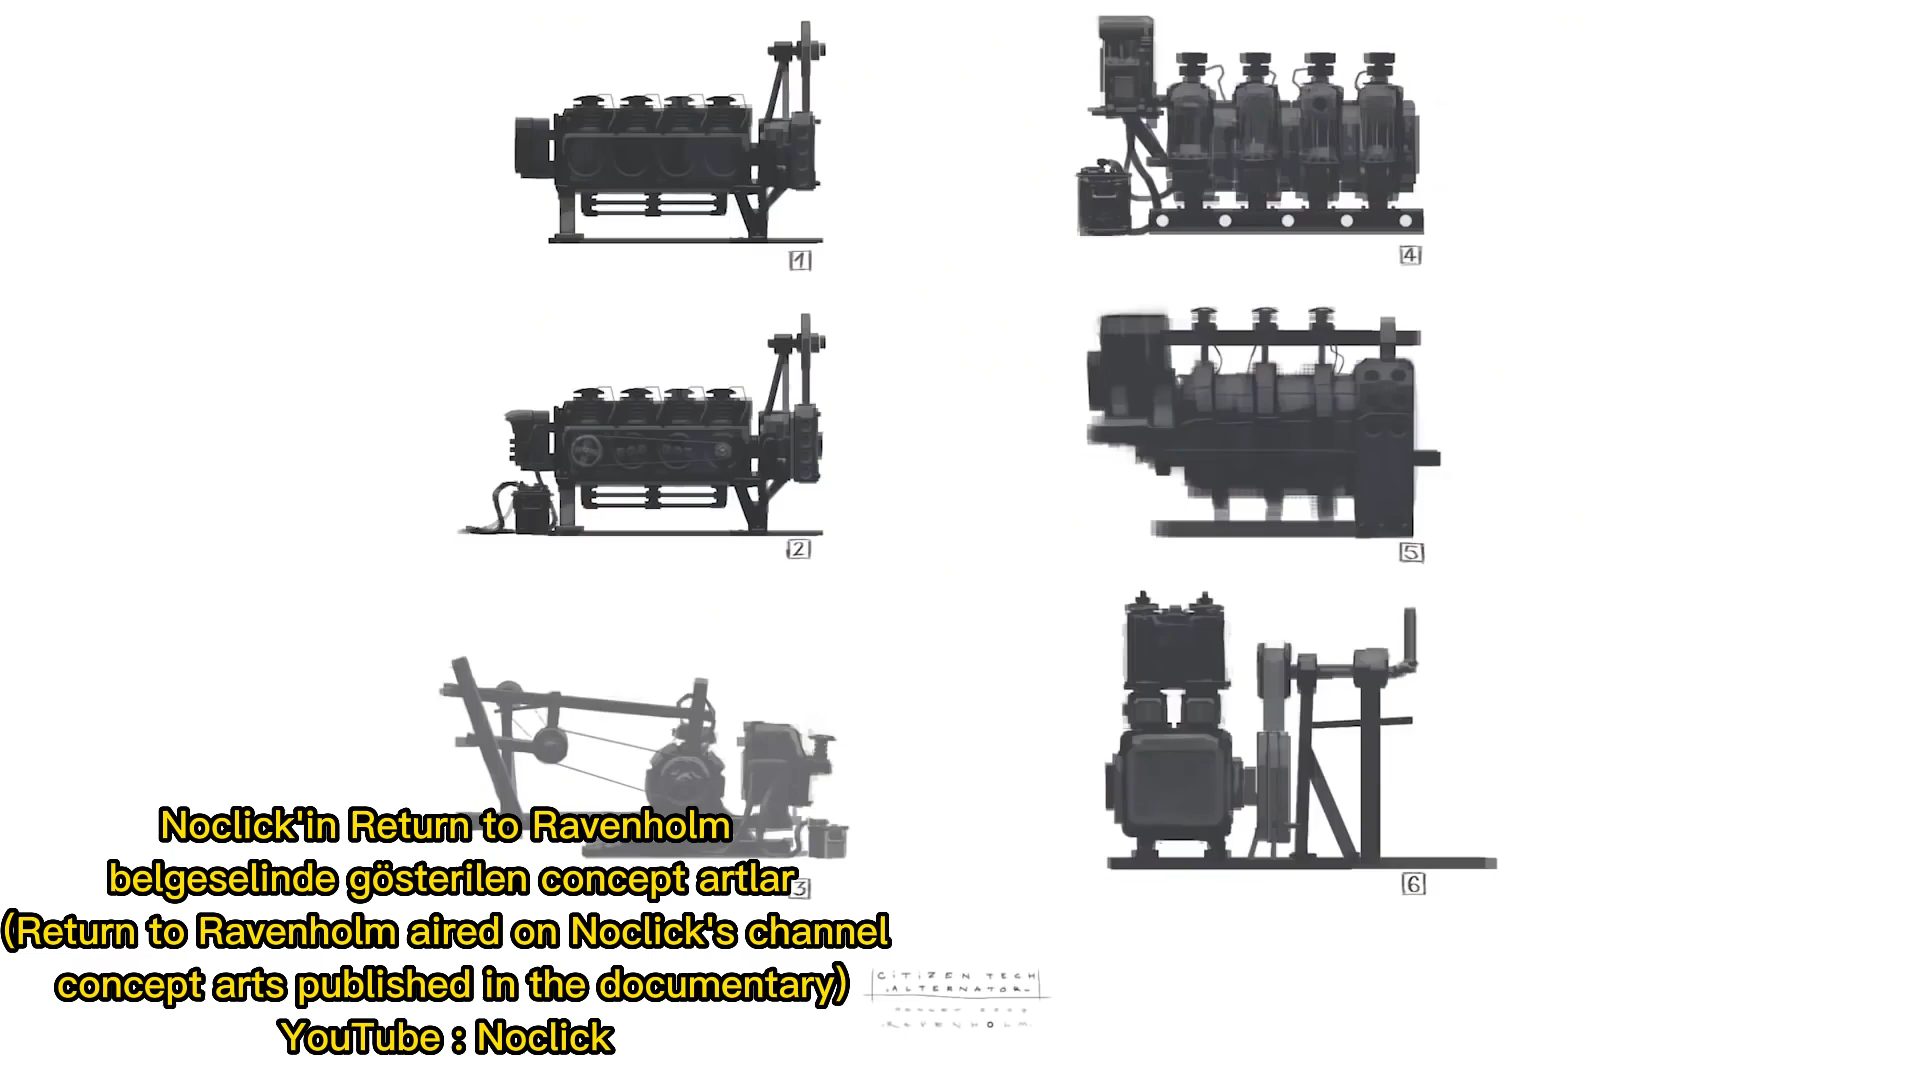 1
4
2
5
Noclick'in Return to Ravenholm
belgeselinde gösterilen concept artlar
3
6
(Return to Ravenholm aired on Noclick's channel
concept arts published in the documentary)
YouTube : Noclick
CITIZEN TECH
ALTERNATOR
RAVENHOLM